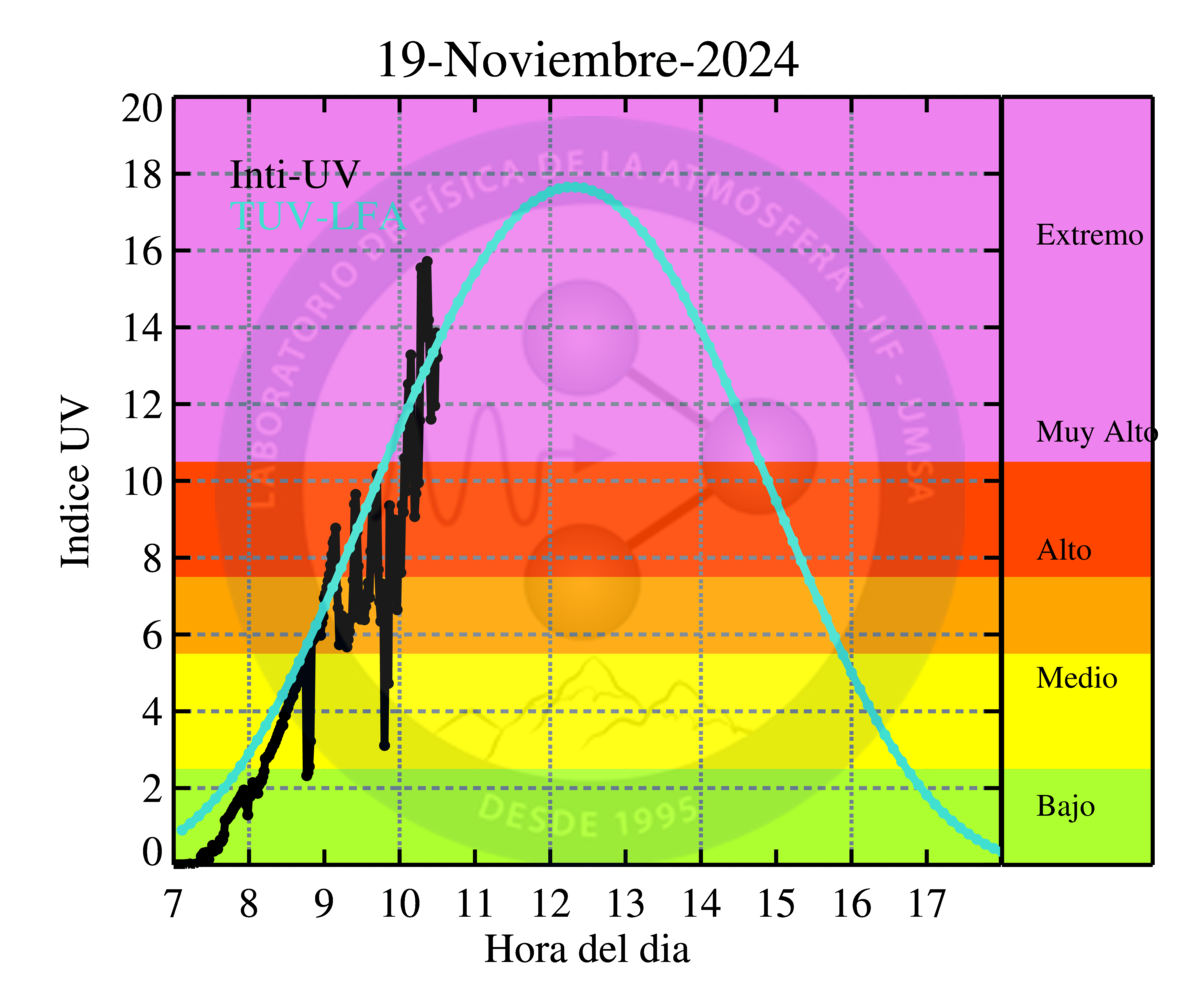 19-Noviembre-2024
20
18
16
14
12
10
8
6
4
2
0
Indice UV
Inti-UV
TUV-LFA
LABORATORIO DE FÍSICA DE LA ATMÓSFERA - IIF - UMSA
DESDE 1995
Extremo
Muy Alto
Alto
Medio
Bajo
7 8 9 10 11 12 13 14 15 16 17
Hora del dia